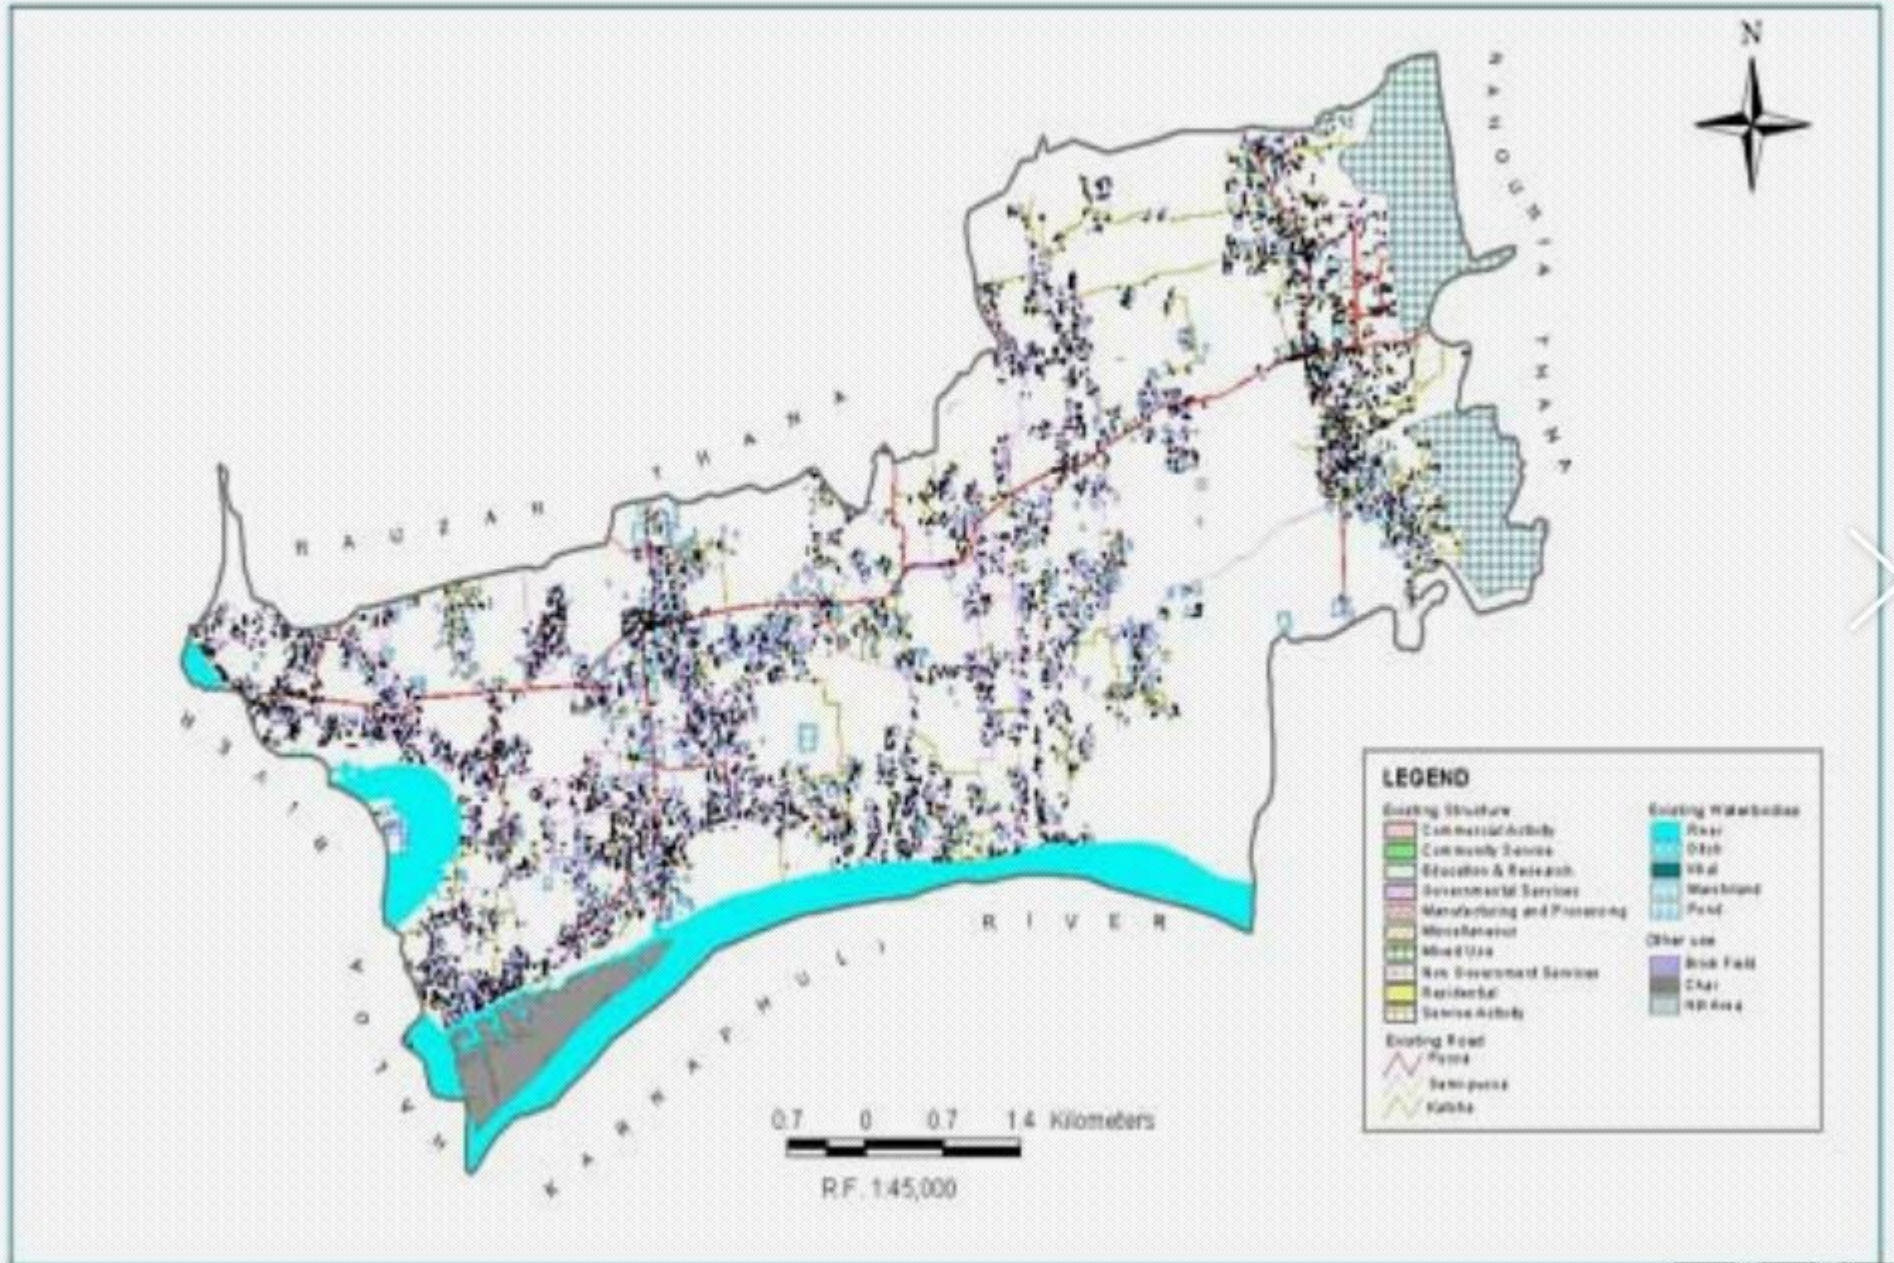 N
RANGUNIA THANA
RAUZAN THANA
RIVER
KARNAPHULI RIVER
LEGEND
Existing Structure
Commercial Activity
Community Service
Education & Research
Governmental Services
Manufacturing and Processing
Miscellaneous
Mixed Use
Non Government Services
Residential
Service Activity
Existing Road
Pucca
Semi-pucca
Katcha
Existing Waterbodies
River
Ditch
Khal
Marshland
Pond
Other use
Brick Field
Char
Hill Area
0.7 0 0.7 1.4 Kilometers
R.F. 1:45,000